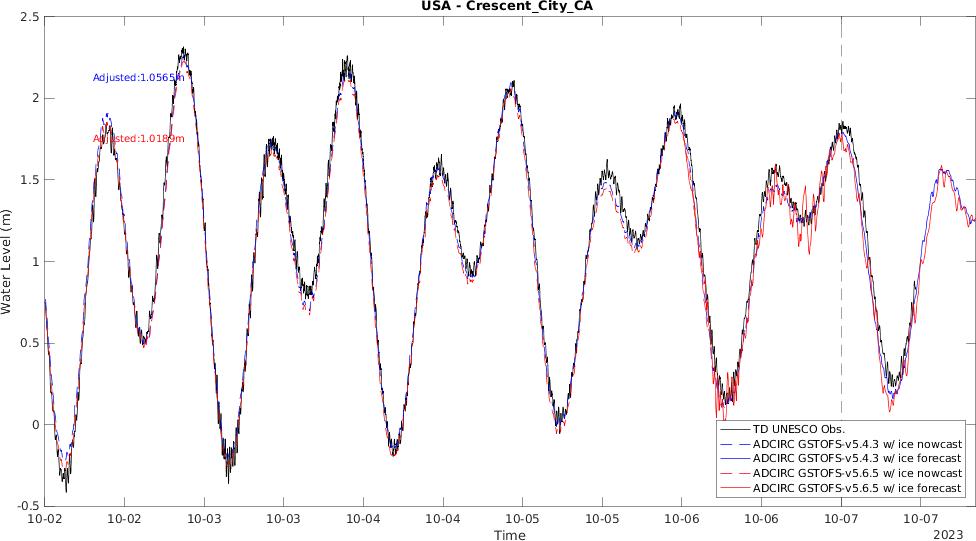 USA - Crescent_City_CA
2.5
2
1.5
1
0.5
0
-0.5
Water Level (m)
Adjusted:1.0565m
Adjusted:1.0189m
TD UNESCO Obs.
ADCIRC GSTOFS-v5.4.3 w/ ice nowcast
ADCIRC GSTOFS-v5.4.3 w/ ice forecast
ADCIRC GSTOFS-v5.6.5 w/ ice nowcast
ADCIRC GSTOFS-v5.6.5 w/ ice forecast
10-02 10-02 10-03 10-03 10-04 10-04 10-05 10-05 10-06 10-06 10-07 10-07
Time
2023